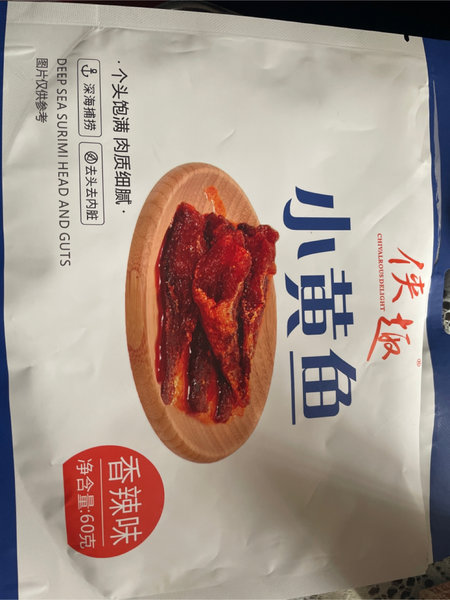 侠趣®
CHIVALROUS DELIGHT
小黄鱼
·个头饱满 肉质细腻·
深海捕捞
去头去内脏
DEEP SEA SURIMI HEAD AND GUTS
图片仅供参考
香辣味
净含量:60克